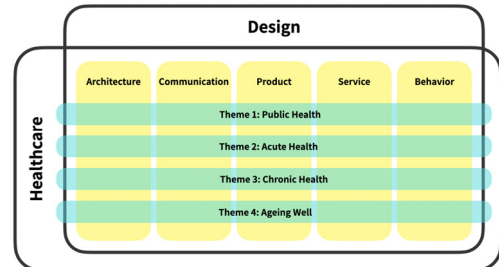 Design
Architecture Communication Product Service Behavior
Theme 1: Public Health
Theme 2: Acute Health
Theme 3: Chronic Health
Theme 4: Ageing Well
Healthcare